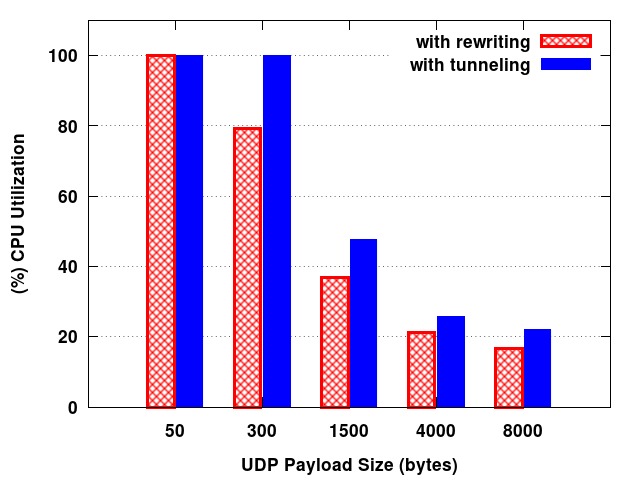 with rewriting
with tunneling
100
80
60
40
20
0
(%) CPU Utilization
50 300 1500 4000 8000
UDP Payload Size (bytes)